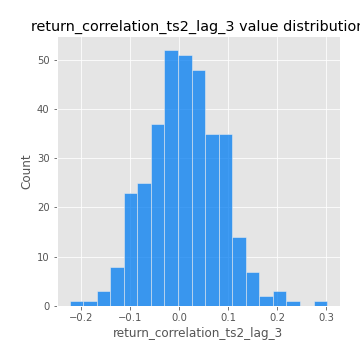 return_correlation_ts2_lag_3 value distribution
50
40
30
20
10
0
Count
−0.2 −0.1 0.0 0.1 0.2 0.3
return_correlation_ts2_lag_3